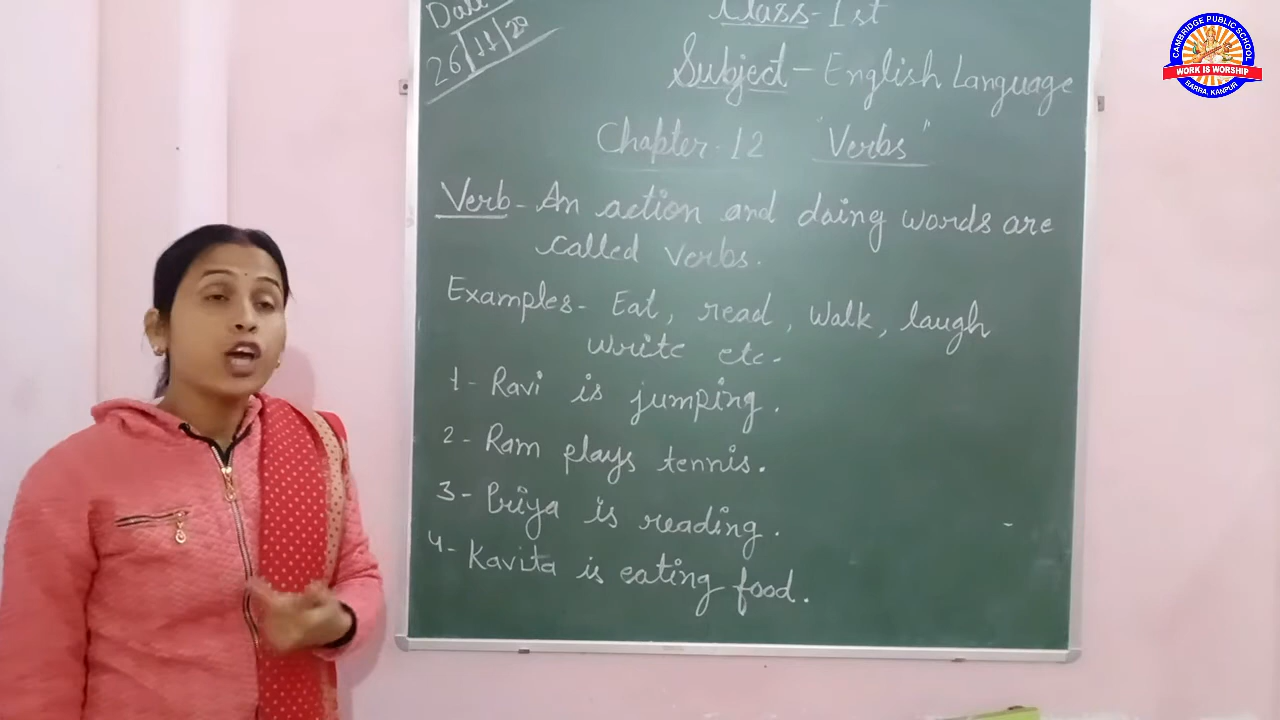 Date
26/11/20
Class-1st
Subject - English Language
Chapter-12 "Verbs"
Verb - An action and doing words are
called verbs.
Examples - Eat, read, walk, laugh
write etc.
1- Ravi is jumping.
2- Ram plays tennis.
3- Priya is reading.
4- Kavita is eating food.
CAMBRIDGE PUBLIC SCHOOL
WORK IS WORSHIP
BARRA, KANPUR